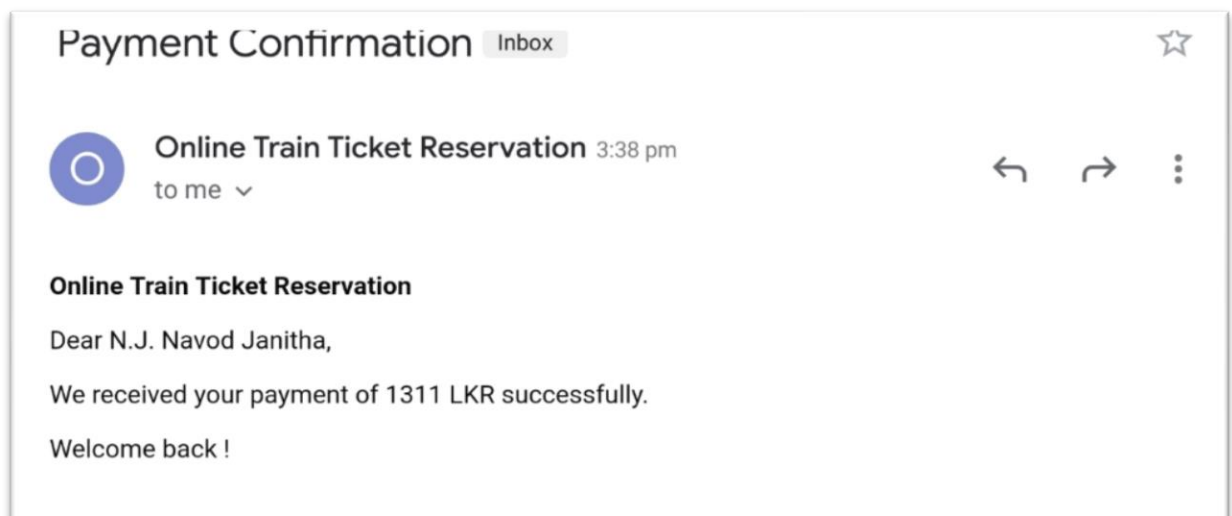 Payment Confirmation Inbox
Online Train Ticket Reservation 3:38 pm
to me
Online Train Ticket Reservation
Dear N.J. Navod Janitha,
We received your payment of 1311 LKR successfully.
Welcome back !